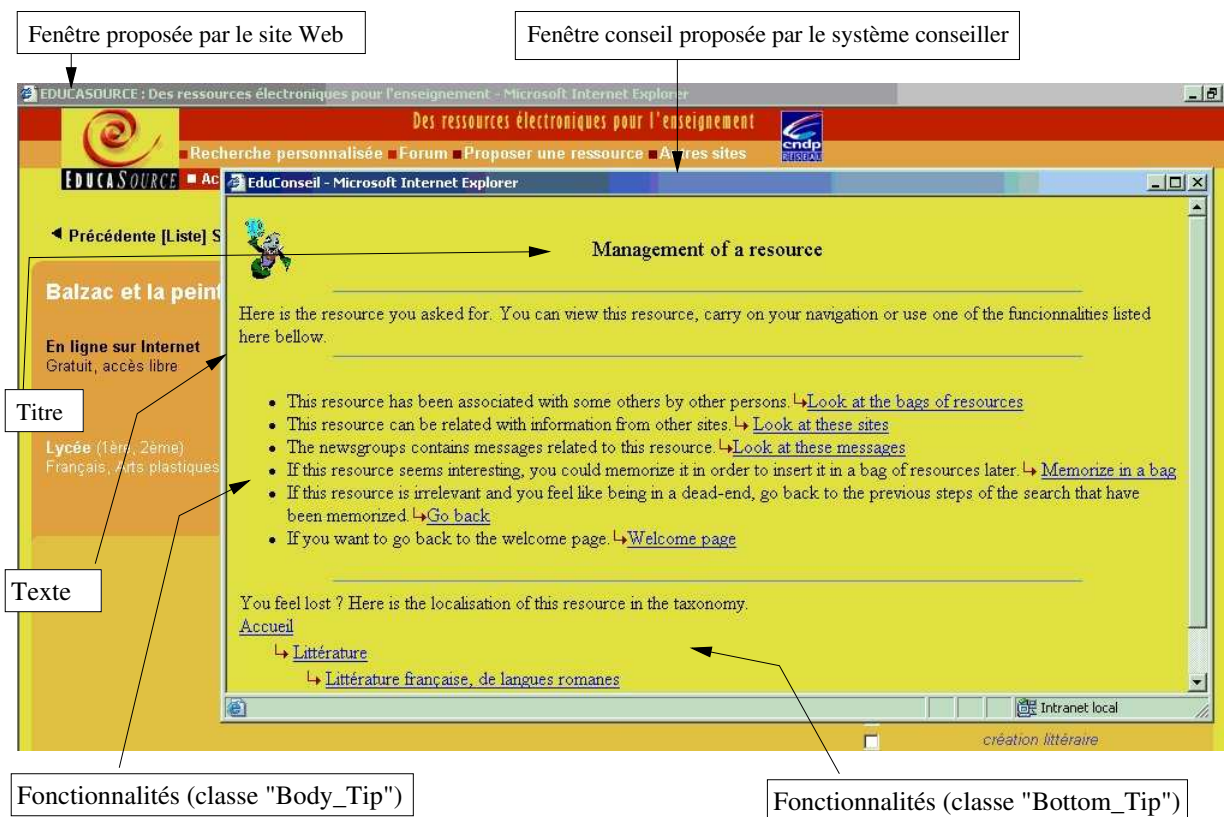 Fenêtre proposée par le site Web
Fenêtre conseil proposée par le système conseiller
EDUCASOURCE : Des ressources électroniques pour l'enseignement - Microsoft Internet Explorer
Des ressources électroniques pour l'enseignement
cndp
RESEAU
Recherche personnalisée Forum Proposer une ressource Autres sites
EDUCASOURCE Ac
EduConseil - Microsoft Internet Explorer
Précédente [Liste] S
Management of a resource
Balzac et la peint
Here is the resource you asked for. You can view this resource, carry on your navigation or use one of the funcionnalities listed
here bellow.
En ligne sur Internet
Gratuit, accès libre
Titre
• This resource has been associated with some others by other persons. Look at the bags of resources
• This resource can be related with information from other sites. Look at these sites
• The newsgroups contains messages related to this resource. Look at these messages
• If this resource seems interesting, you could memorize it in order to insert it in a bag of resources later. Memorize in a bag
• If this resource is irrelevant and you feel like being in a dead-end, go back to the previous steps of the search that have
been memorized. Go back
• If you want to go back to the welcome page. Welcome page
Lycée (1ère, 2ème)
Français, Arts plastiques
Texte
You feel lost ? Here is the localisation of this resource in the taxonomy.
Accueil
Littérature
Littérature française, de langues romanes
Intranet local
création littéraire
Fonctionnalités (classe "Body_Tip")
Fonctionnalités (classe "Bottom_Tip")